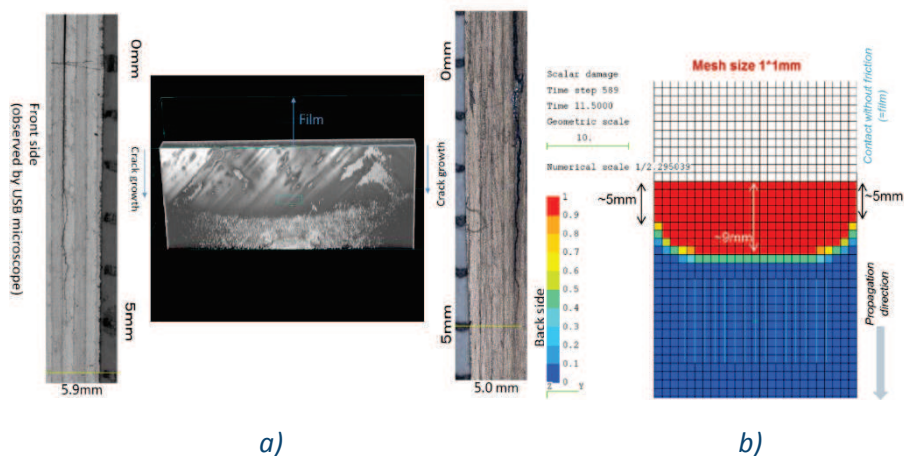 0mm
Front side
(observed by USB microscope)
5mm
5.9mm
Film
Crack growth
Crack growth
0mm
5mm
Back side
5.0 mm
a)
Mesh size 1*1mm
Scalar damage
Time step 589
Time 11.5000
Geometric scale
10.
Numerical scale 1/2.295039
1
0.9
0.8
0.7
0.6
0.5
0.4
0.3
0.2
0.1
0
Z Y
~5mm
~9mm
~5mm
Contact without friction
(=film)
Propagation
direction
b)